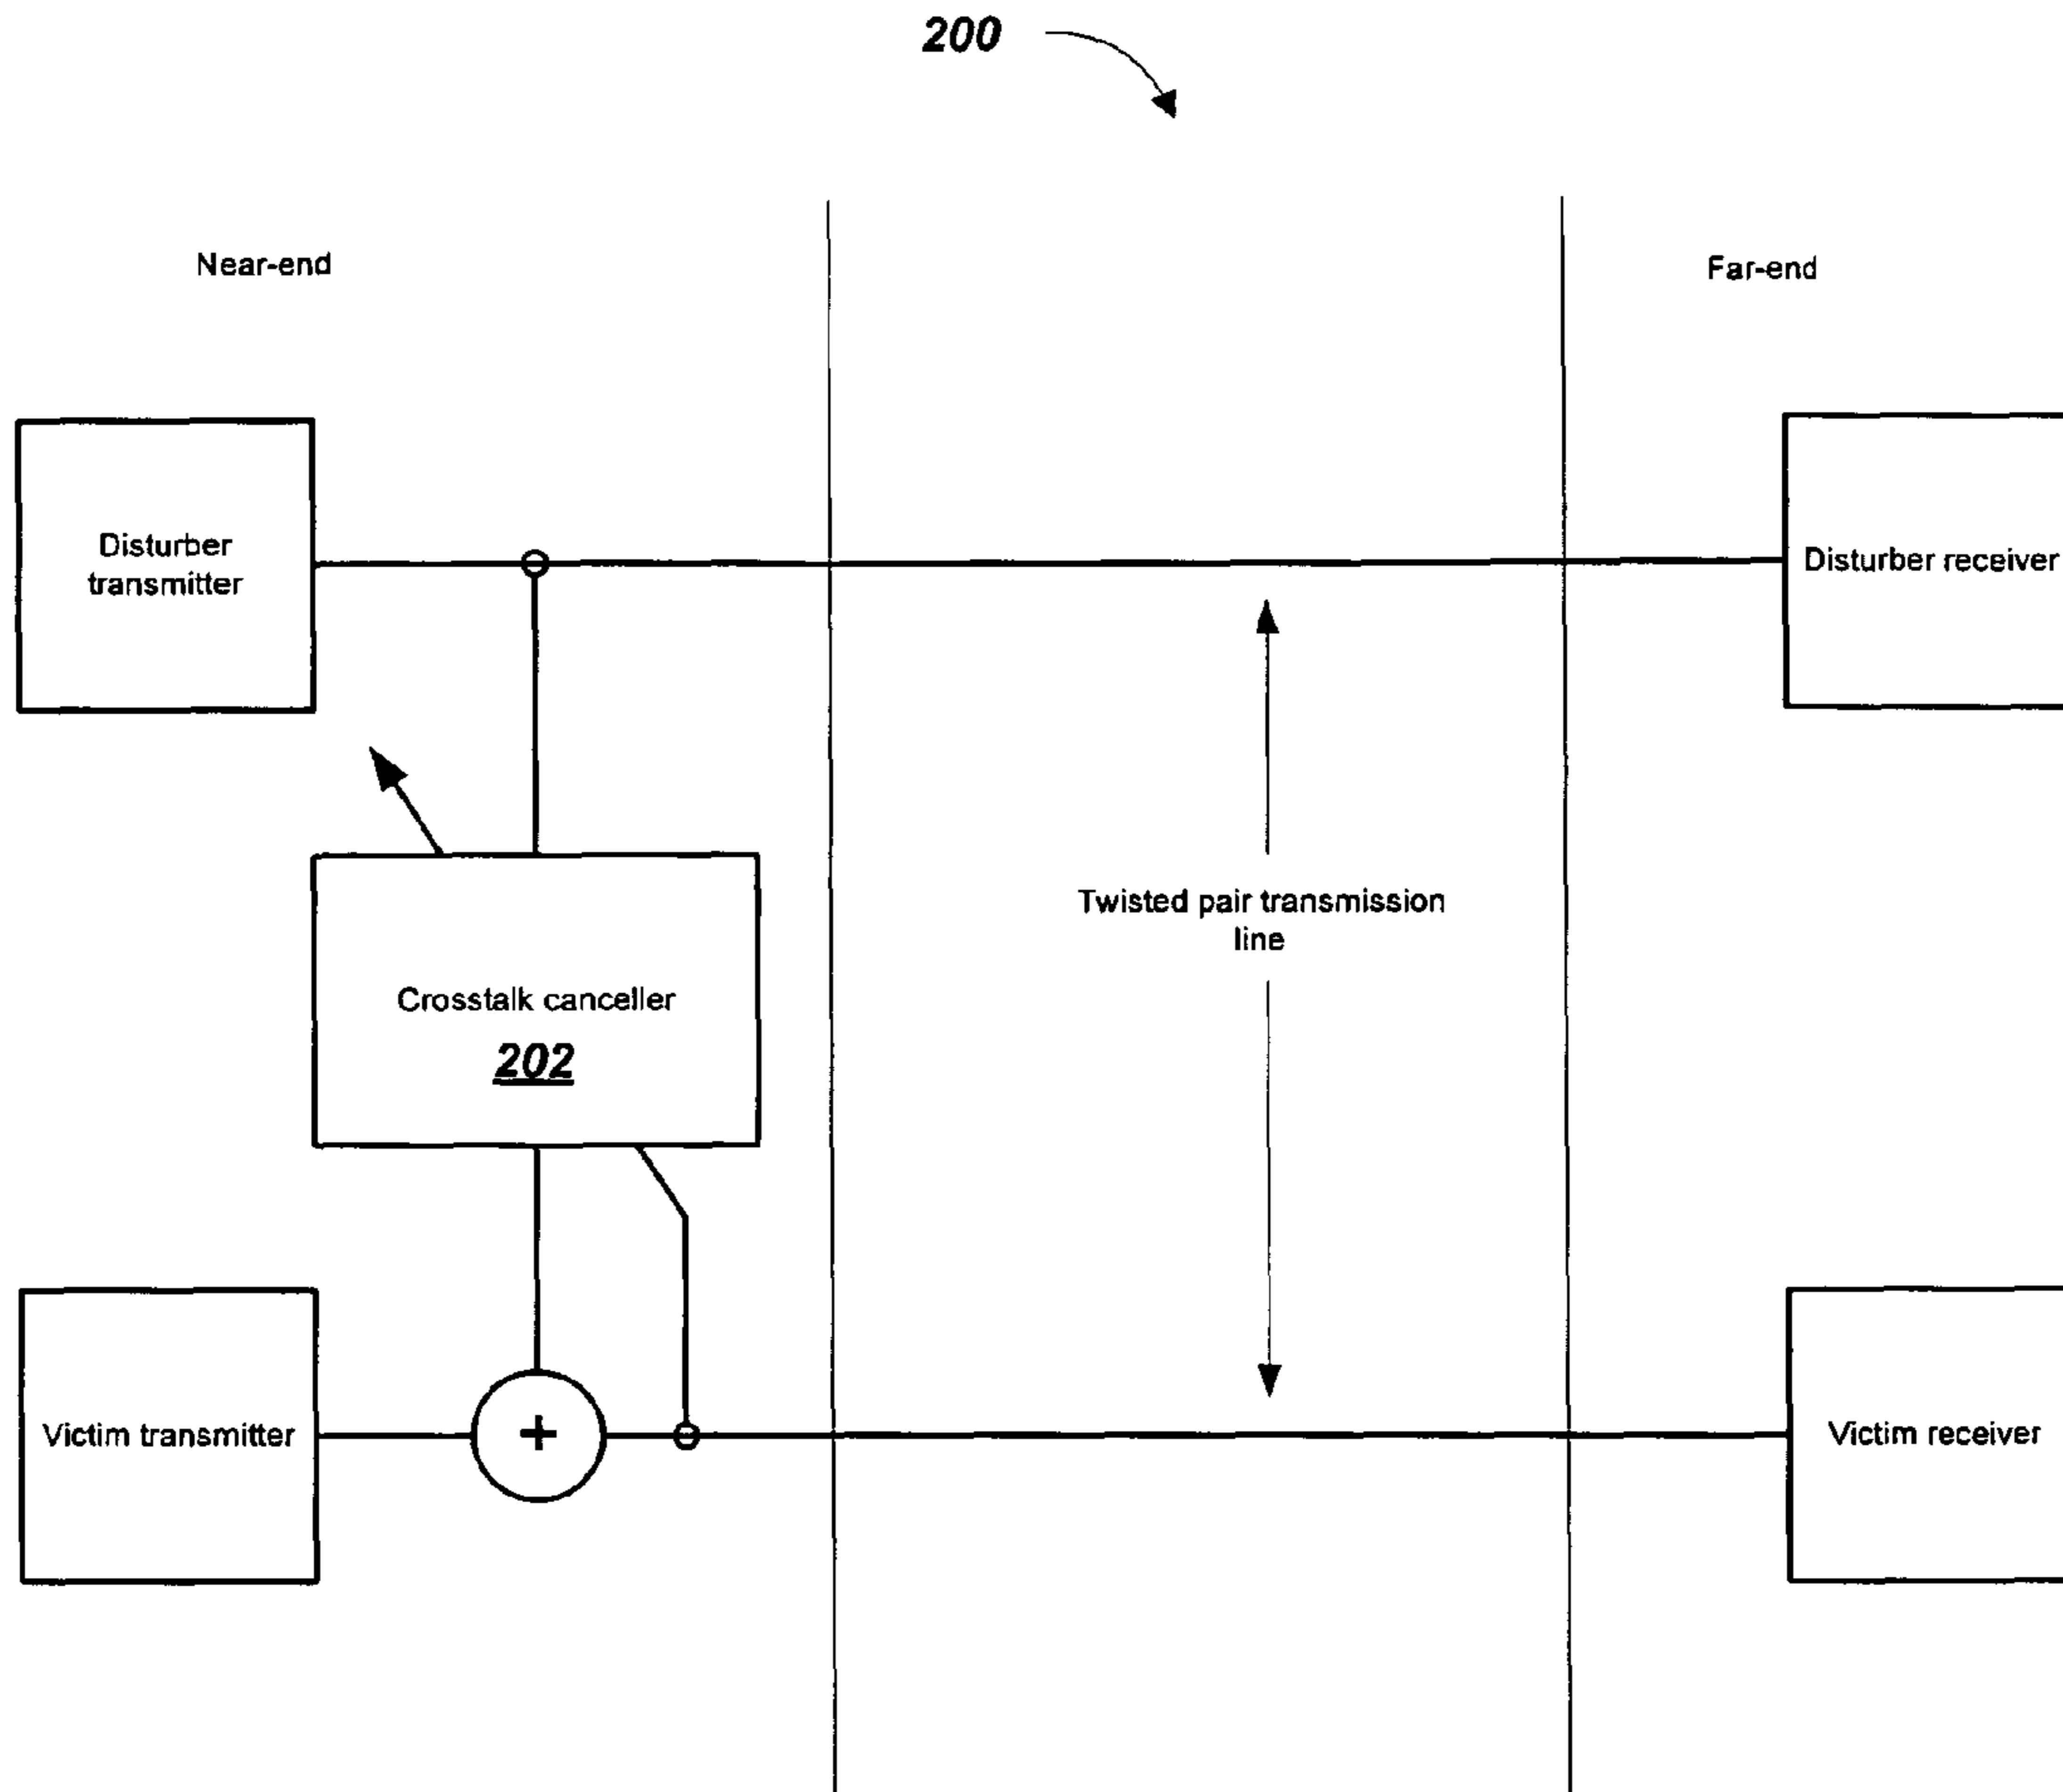 200
Near-end
Far-end
Disturber
transmitter
Disturber receiver
Twisted pair transmission
line
Crosstalk canceller
202
Victim transmitter
+
Victim receiver